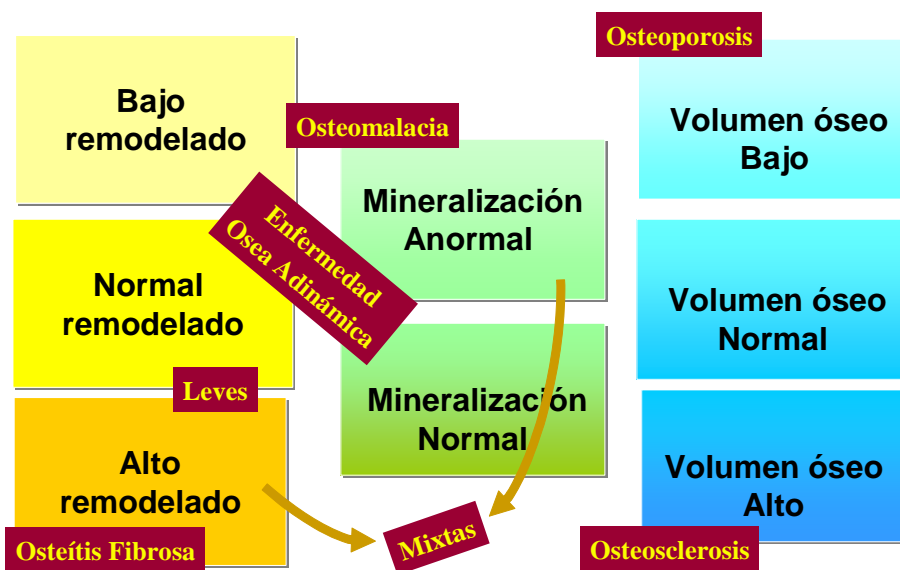 Osteoporosis
Bajo
remodelado
Osteomalacia
Volumen óseo
Bajo
Mineralización
Anormal
Enfermedad
Osea Adinámica
Normal
remodelado
Volumen óseo
Normal
Leves
Mineralización
Normal
Alto
remodelado
Volumen óseo
Alto
Mixtas
Osteítis Fibrosa
Osteosclerosis